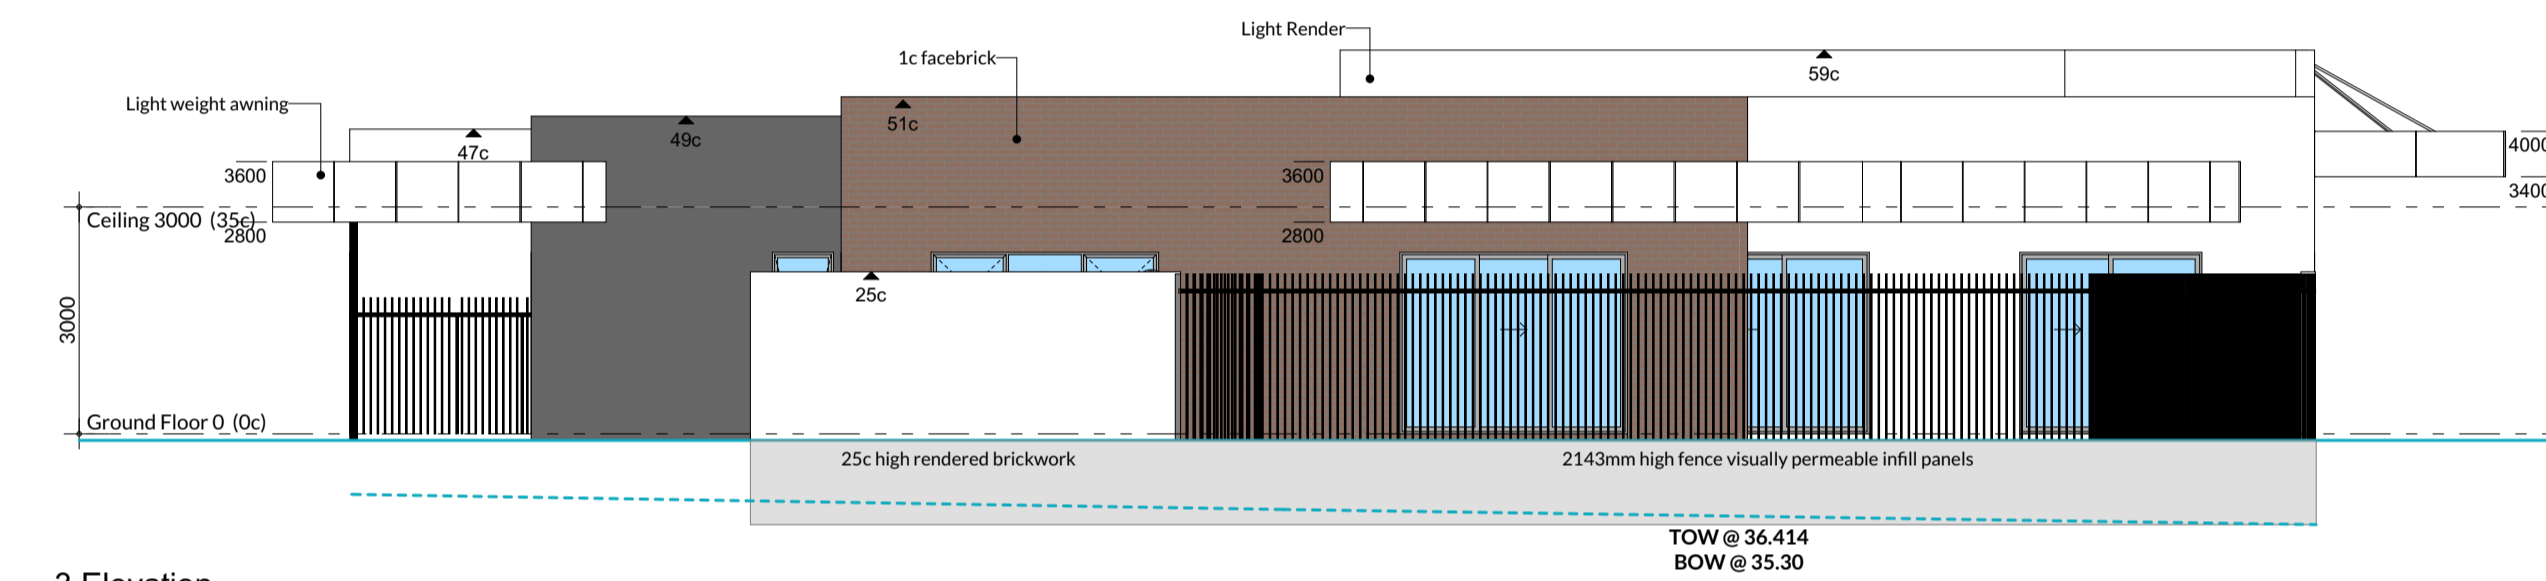 Light Render
1c facebrick
59c
Light weight awning
51c
49c
47c
4000
3600
3600
3400
Ceiling 3000 (35c)
2800
2800
25c
3000
Ground Floor 0 (0c)
25c high rendered brickwork
2143mm high fence visually permeable infill panels
TOW @ 36.414
BOW @ 35.30